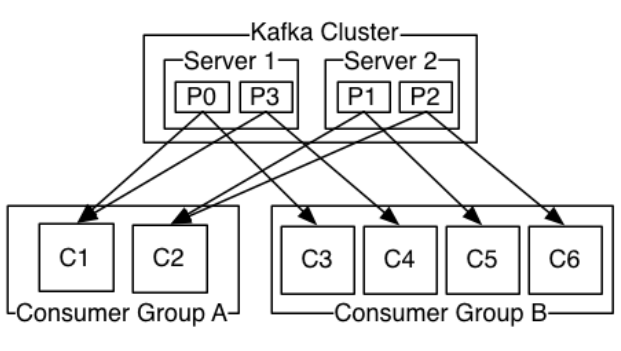 Kafka Cluster
Server 1
Server 2
P0
P3
P1
P2
C1
C2
C3
C4
C5
C6
Consumer Group A
Consumer Group B